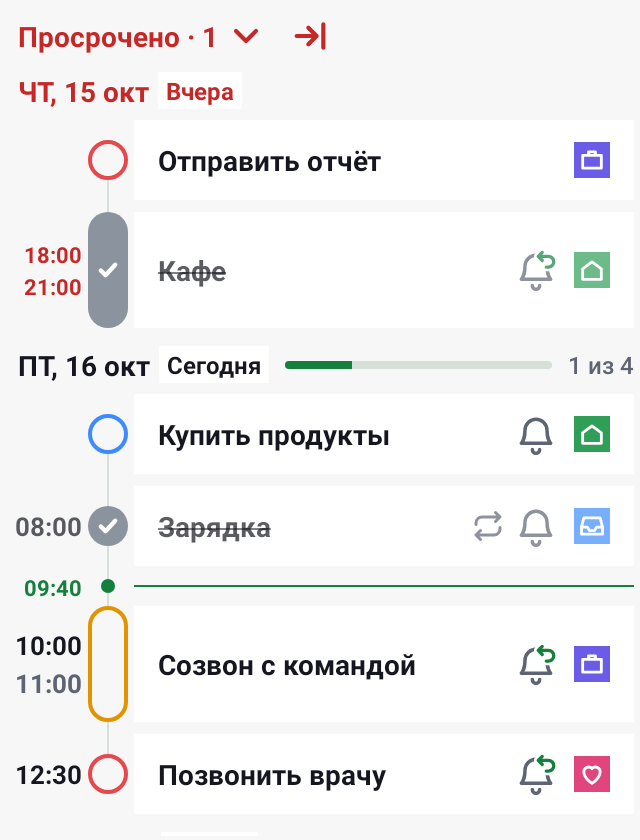 Просрочено · 1
ЧТ, 15 окт Вчера
Отправить отчёт
18:00
21:00
Кафе
ПТ, 16 окт Сегодня 1 из 4
Купить продукты
08:00 Зарядка
09:40
10:00
11:00
Созвон с командой
12:30 Позвонить врачу